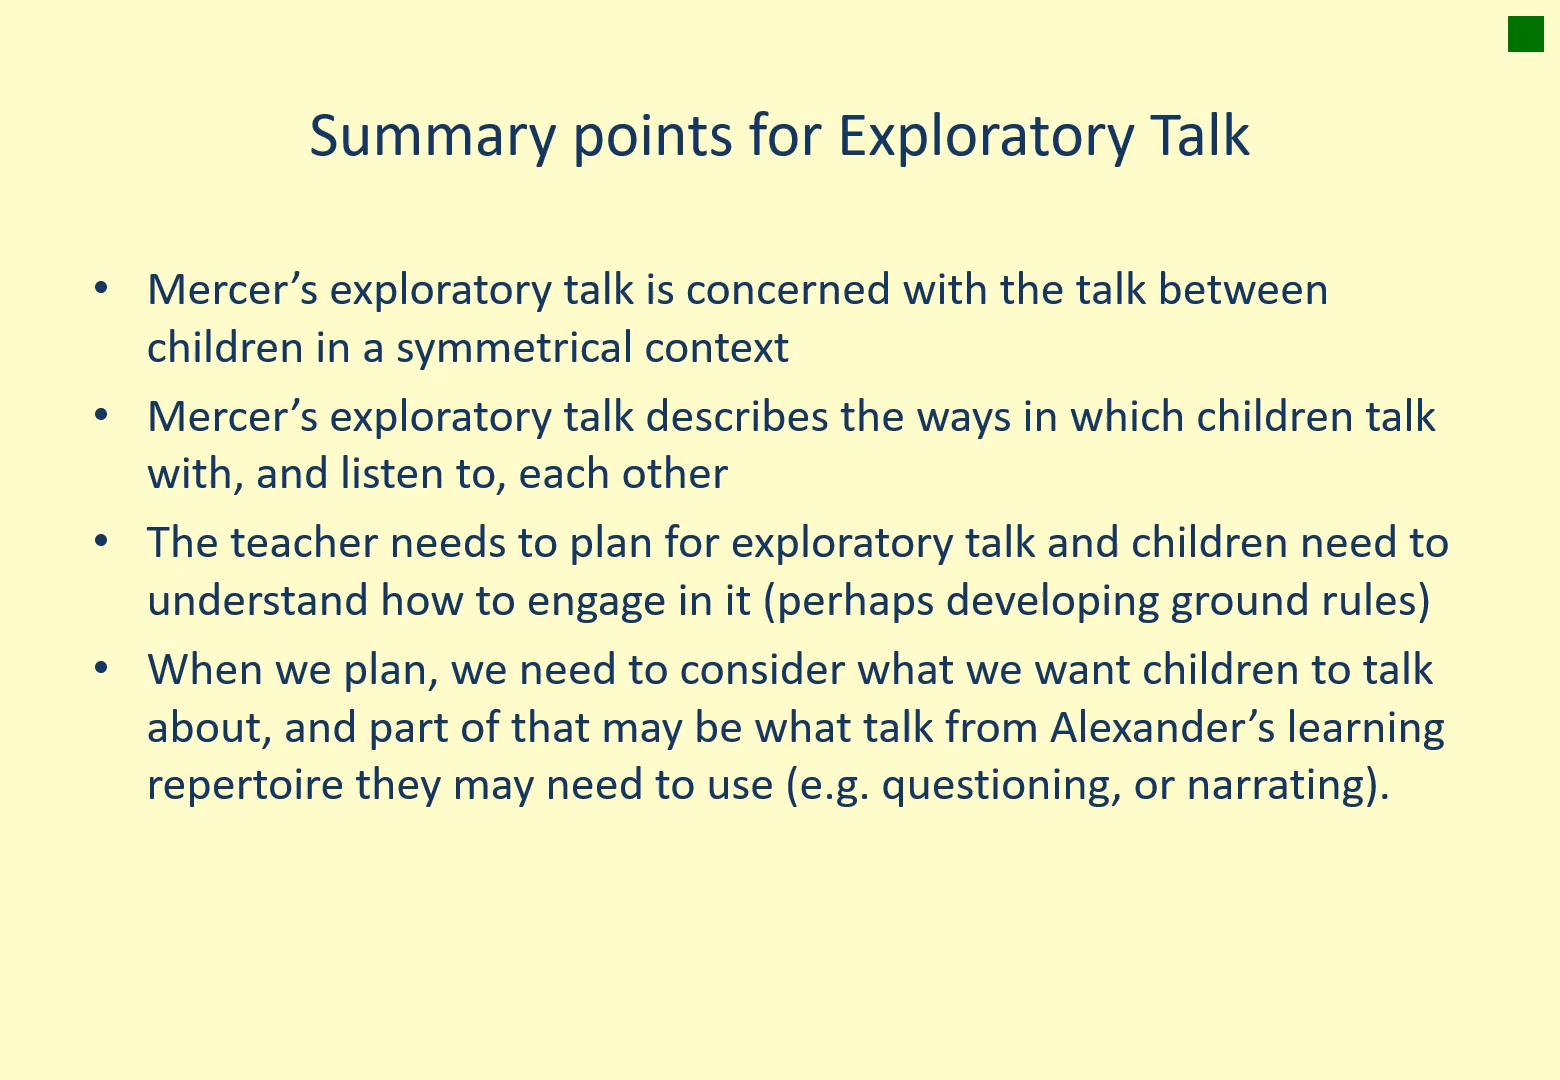 Summary points for Exploratory Talk
• Mercer’s exploratory talk is concerned with the talk between
children in a symmetrical context
• Mercer’s exploratory talk describes the ways in which children talk
with, and listen to, each other
• The teacher needs to plan for exploratory talk and children need to
understand how to engage in it (perhaps developing ground rules)
• When we plan, we need to consider what we want children to talk
about, and part of that may be what talk from Alexander’s learning
repertoire they may need to use (e.g. questioning, or narrating).